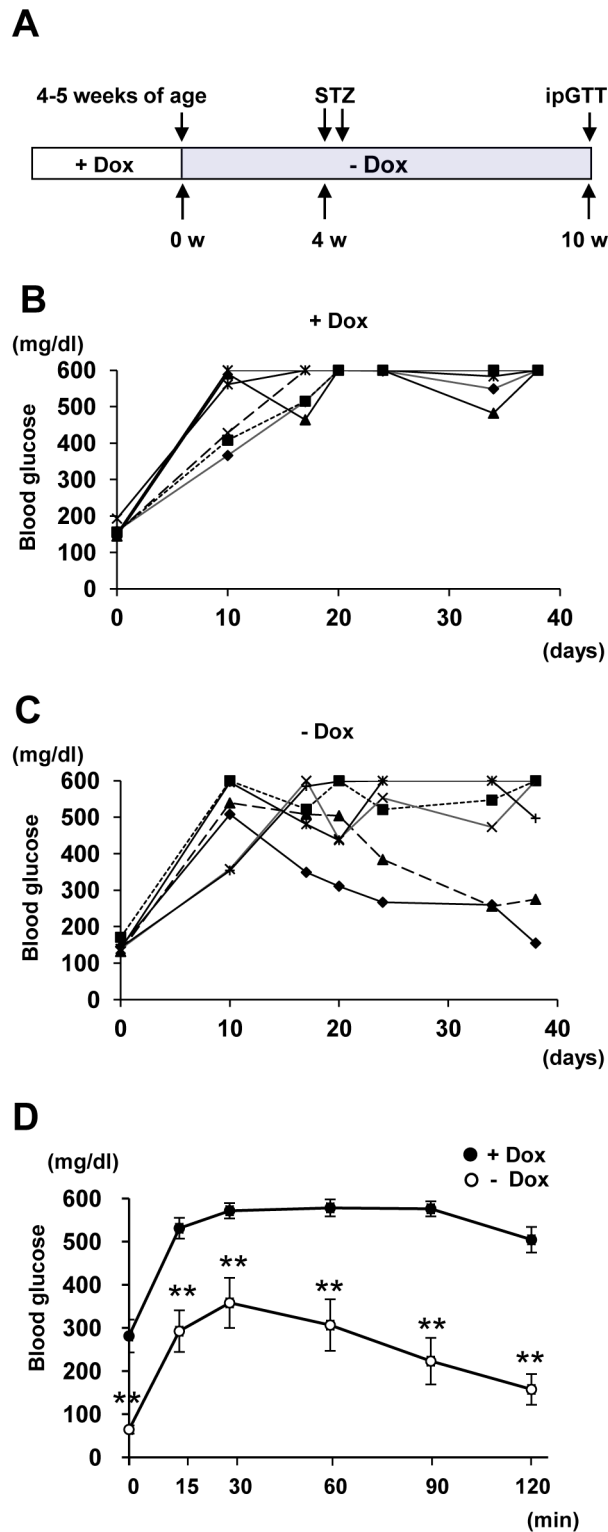 A
4-5 weeks of age STZ ipGTT
+ Dox - Dox
0 w 4 w 10 w
B
+ Dox
(mg/dl)
600
500
400
300
200
100
0
Blood glucose
0 10 20 30 40
(days)
C
- Dox
(mg/dl)
600
500
400
300
200
100
0
Blood glucose
0 10 20 30 40
(days)
D
(mg/dl)
+ Dox
- Dox
600
500
400
300
200
100
0
Blood glucose
** ** ** ** ** **
0 15 30 60 90 120
(min)